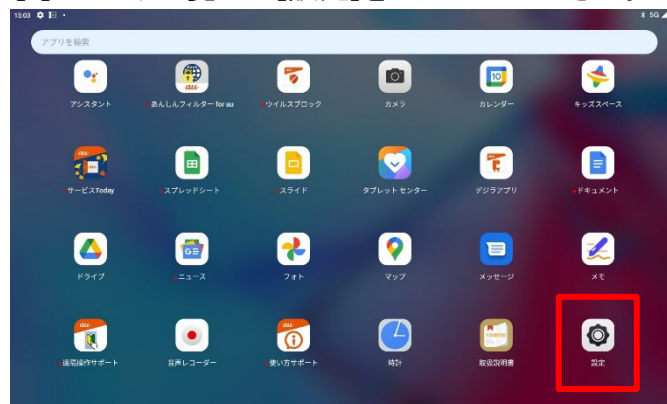 15:03
5G
アプリを検索
アシスタント
あんしんフィルター for au
ウイルスブロック
カメラ
カレンダー
キッズスペース
サービスToday
スプレッドシート
スライド
タブレット センター
デジラアプリ
ドキュメント
ドライブ
ニュース
フォト
マップ
メッセージ
メモ
遠隔操作サポート
音声レコーダー
使い方サポート
時計
取扱説明書
設定